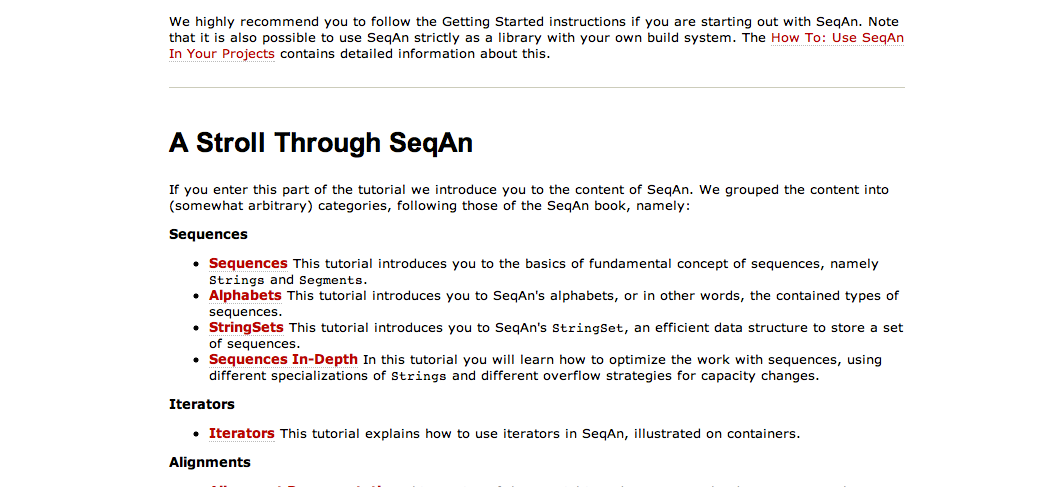 We highly recommend you to follow the Getting Started instructions if you are starting out with SeqAn. Note
that it is also possible to use SeqAn strictly as a library with your own build system. The How To: Use SeqAn
In Your Projects contains detailed information about this.
A Stroll Through SeqAn
If you enter this part of the tutorial we introduce you to the content of SeqAn. We grouped the content into
(somewhat arbitrary) categories, following those of the SeqAn book, namely:
Sequences
• Sequences This tutorial introduces you to the basics of fundamental concept of sequences, namely
Strings and Segments.
• Alphabets This tutorial introduces you to SeqAn's alphabets, or in other words, the contained types of
sequences.
• StringSets This tutorial introduces you to SeqAn's StringSet, an efficient data structure to store a set
of sequences.
• Sequences In-Depth In this tutorial you will learn how to optimize the work with sequences, using
different specializations of Strings and different overflow strategies for capacity changes.
Iterators
• Iterators This tutorial explains how to use iterators in SeqAn, illustrated on containers.
Alignments